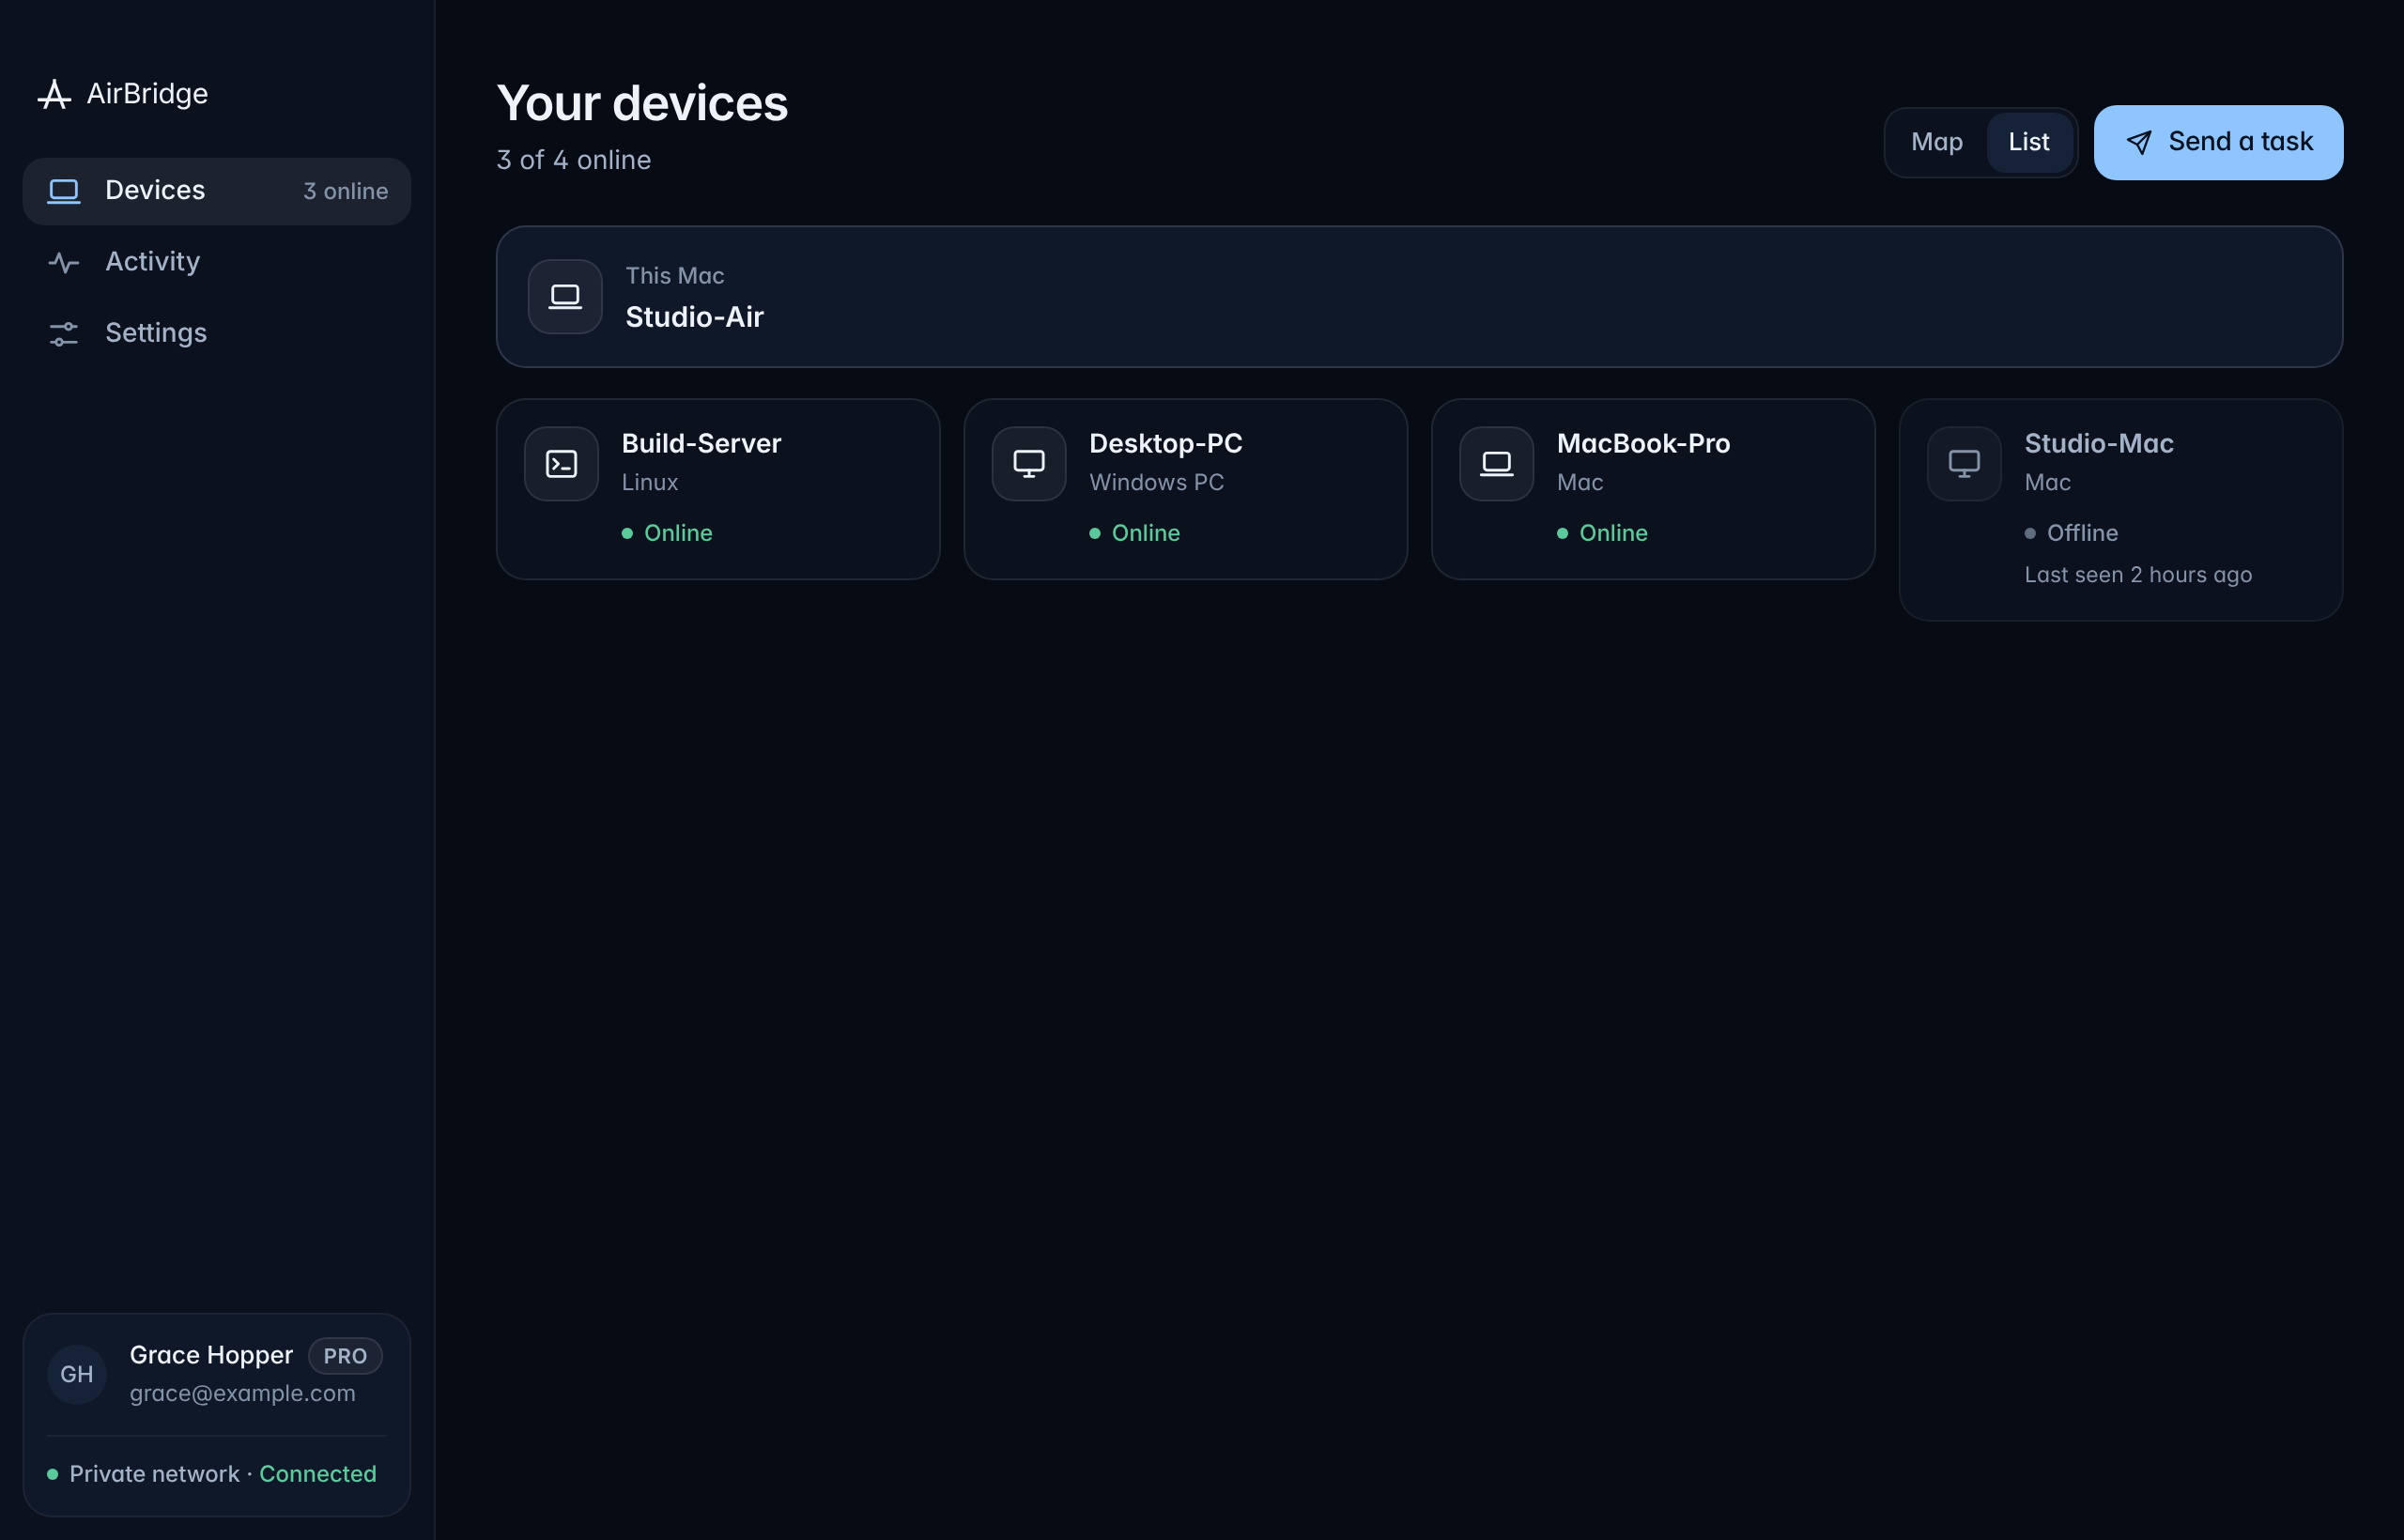 AirBridge
Devices
3 online
Activity
Settings
Your devices
3 of 4 online
Map
List
Send a task
This Mac
Studio-Air
Build-Server
Linux
Online
Desktop-PC
Windows PC
Online
MacBook-Pro
Mac
Online
Studio-Mac
Mac
Offline
Last seen 2 hours ago
GH
Grace Hopper
PRO
grace@example.com
Private network · Connected